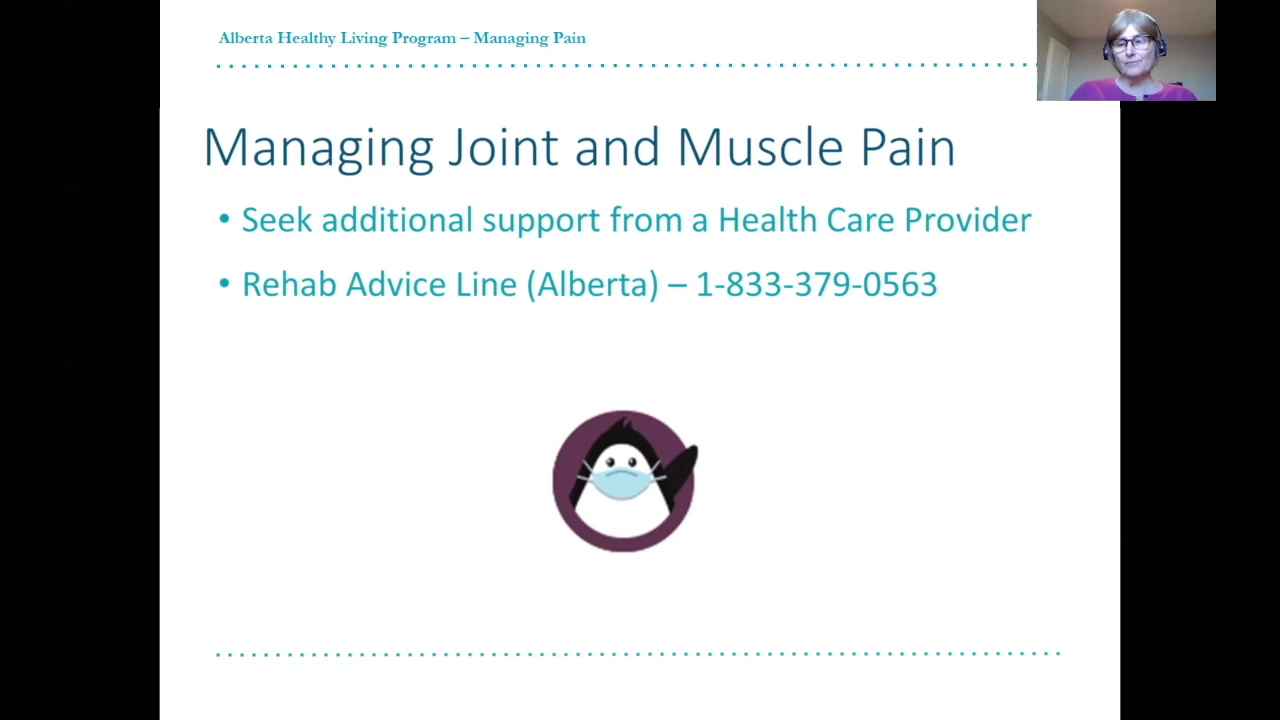 Alberta Healthy Living Program – Managing Pain
Managing Joint and Muscle Pain
• Seek additional support from a Health Care Provider
• Rehab Advice Line (Alberta) – 1-833-379-0563